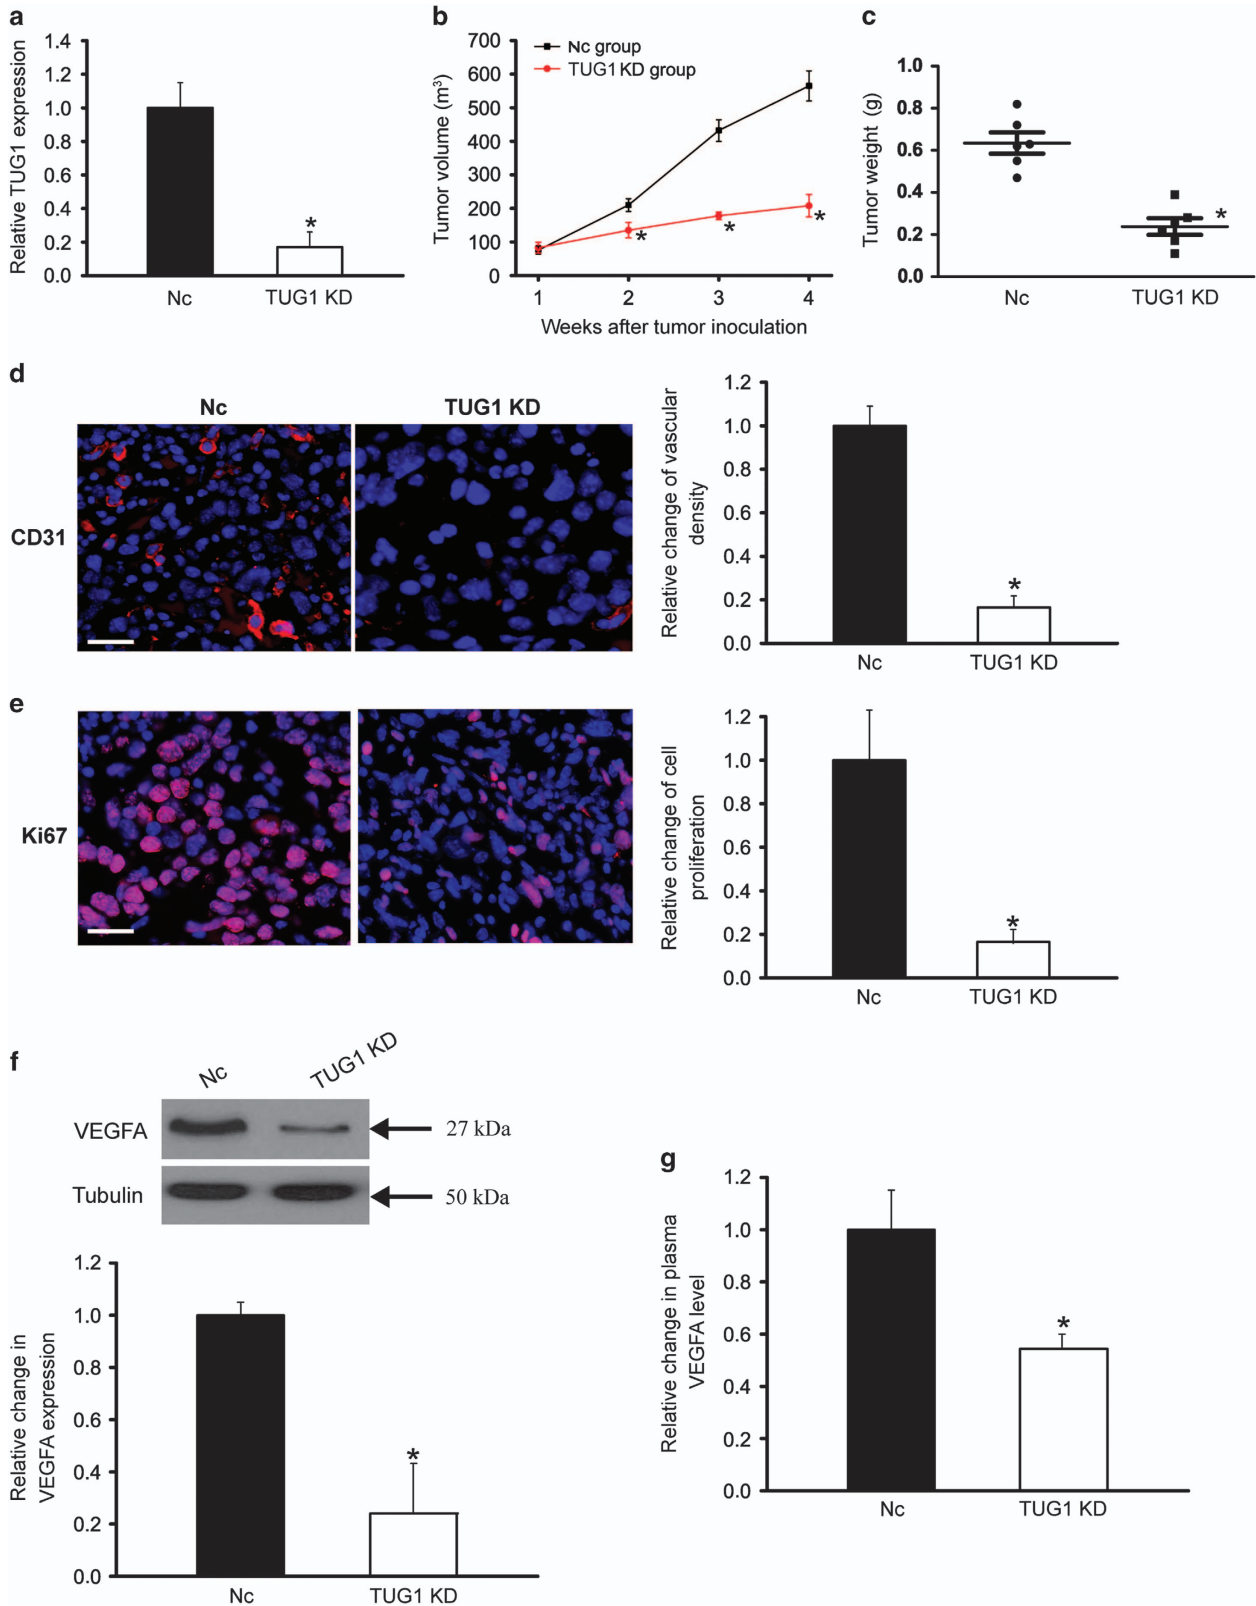 a
Relative TUG1 expression
1.4
1.2
1.0
0.8
0.6
0.4
0.2
0.0
*
Nc
TUG1 KD
b
Tumor volume (m³)
700
600
500
400
300
200
100
0
Nc group
TUG1 KD group
*
*
*
1
2
3
4
Weeks after tumor inoculation
c
Tumor weight (g)
1.0
0.8
0.6
0.4
0.2
0.0
*
Nc
TUG1 KD
d
Nc
TUG1 KD
CD31
Relative change of vascular
density
1.2
1.0
0.8
0.6
0.4
0.2
0.0
*
Nc
TUG1 KD
e
Ki67
Relative change of cell
proliferation
1.2
1.0
0.8
0.6
0.4
0.2
0.0
*
Nc
TUG1 KD
f
Nc
TUG1 KD
VEGFA
27 kDa
Tubulin
50 kDa
Relative change in
VEGFA expression
1.2
1.0
0.8
0.6
0.4
0.2
0.0
*
Nc
TUG1 KD
g
Relative change in plasma
VEGFA level
1.2
1.0
0.8
0.6
0.4
0.2
0.0
*
Nc
TUG1 KD